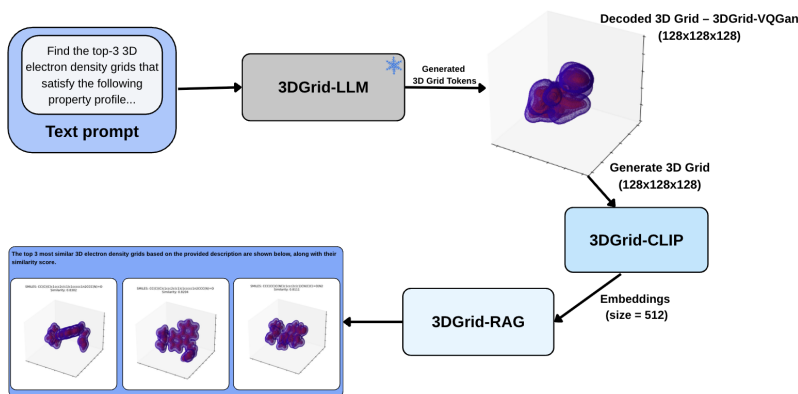 Find the top-3 3D
electron density grids that
satisfy the following
property profile...
Text prompt
3DGrid-LLM
Generated
3D Grid Tokens
Decoded 3D Grid – 3DGrid-VQGan
(128x128x128)
Generate 3D Grid
(128x128x128)
3DGrid-CLIP
Embeddings
(size = 512)
3DGrid-RAG
The top 3 most similar 3D electron density grids based on the provided description are shown below, along with their
similarity score.